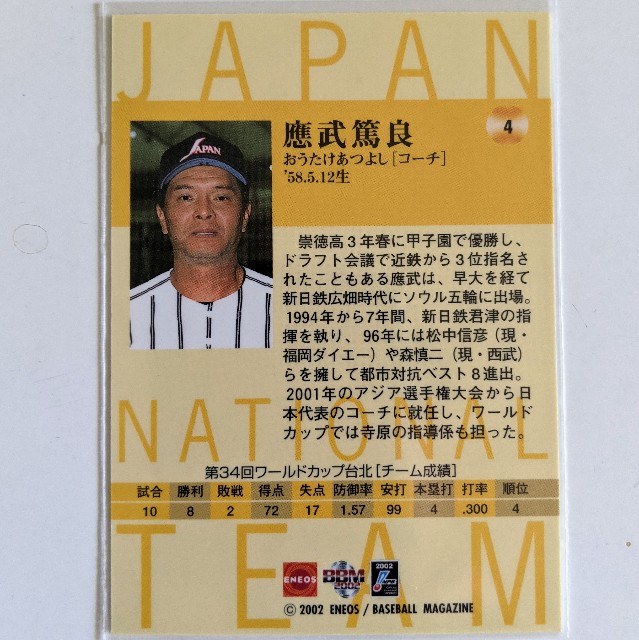 JAPAN
4
應武篤良
おうたけあつよし[コーチ]
'58.5.12生
JAPAN
崇徳高3年春に甲子園で優勝し、
ドラフト会議で近鉄から3位指名さ
れたこともある應武は、早大を経て
新日鉄広畑時代にソウル五輪に出場。
1994年から7年間、新日鉄君津の指
揮を執り、96年には松中信彦(現・
福岡ダイエー)や森慎二(現・西武)
らを擁して都市対抗ベスト8進出。
2001年のアジア選手権大会から日
本代表のコーチに就任し、ワールド
カップでは寺原の指導係も担った。
NATIONAL
第34回ワールドカップ台北[チーム成績]
試合 勝利 敗戦 得点 失点 防御率 安打 本塁打 打率 順位
10 8 2 72 17 1.57 99 4 .300 4
TEAM
ENEOS BBM 2002 2002
© 2002 ENEOS / BASEBALL MAGAZINE